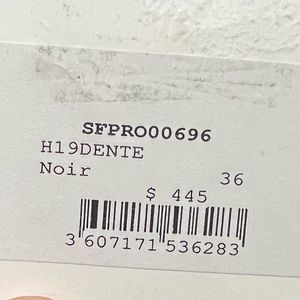 SFPRO00696
H19DENTE
Noir 36
$ 445
3 607171 536283